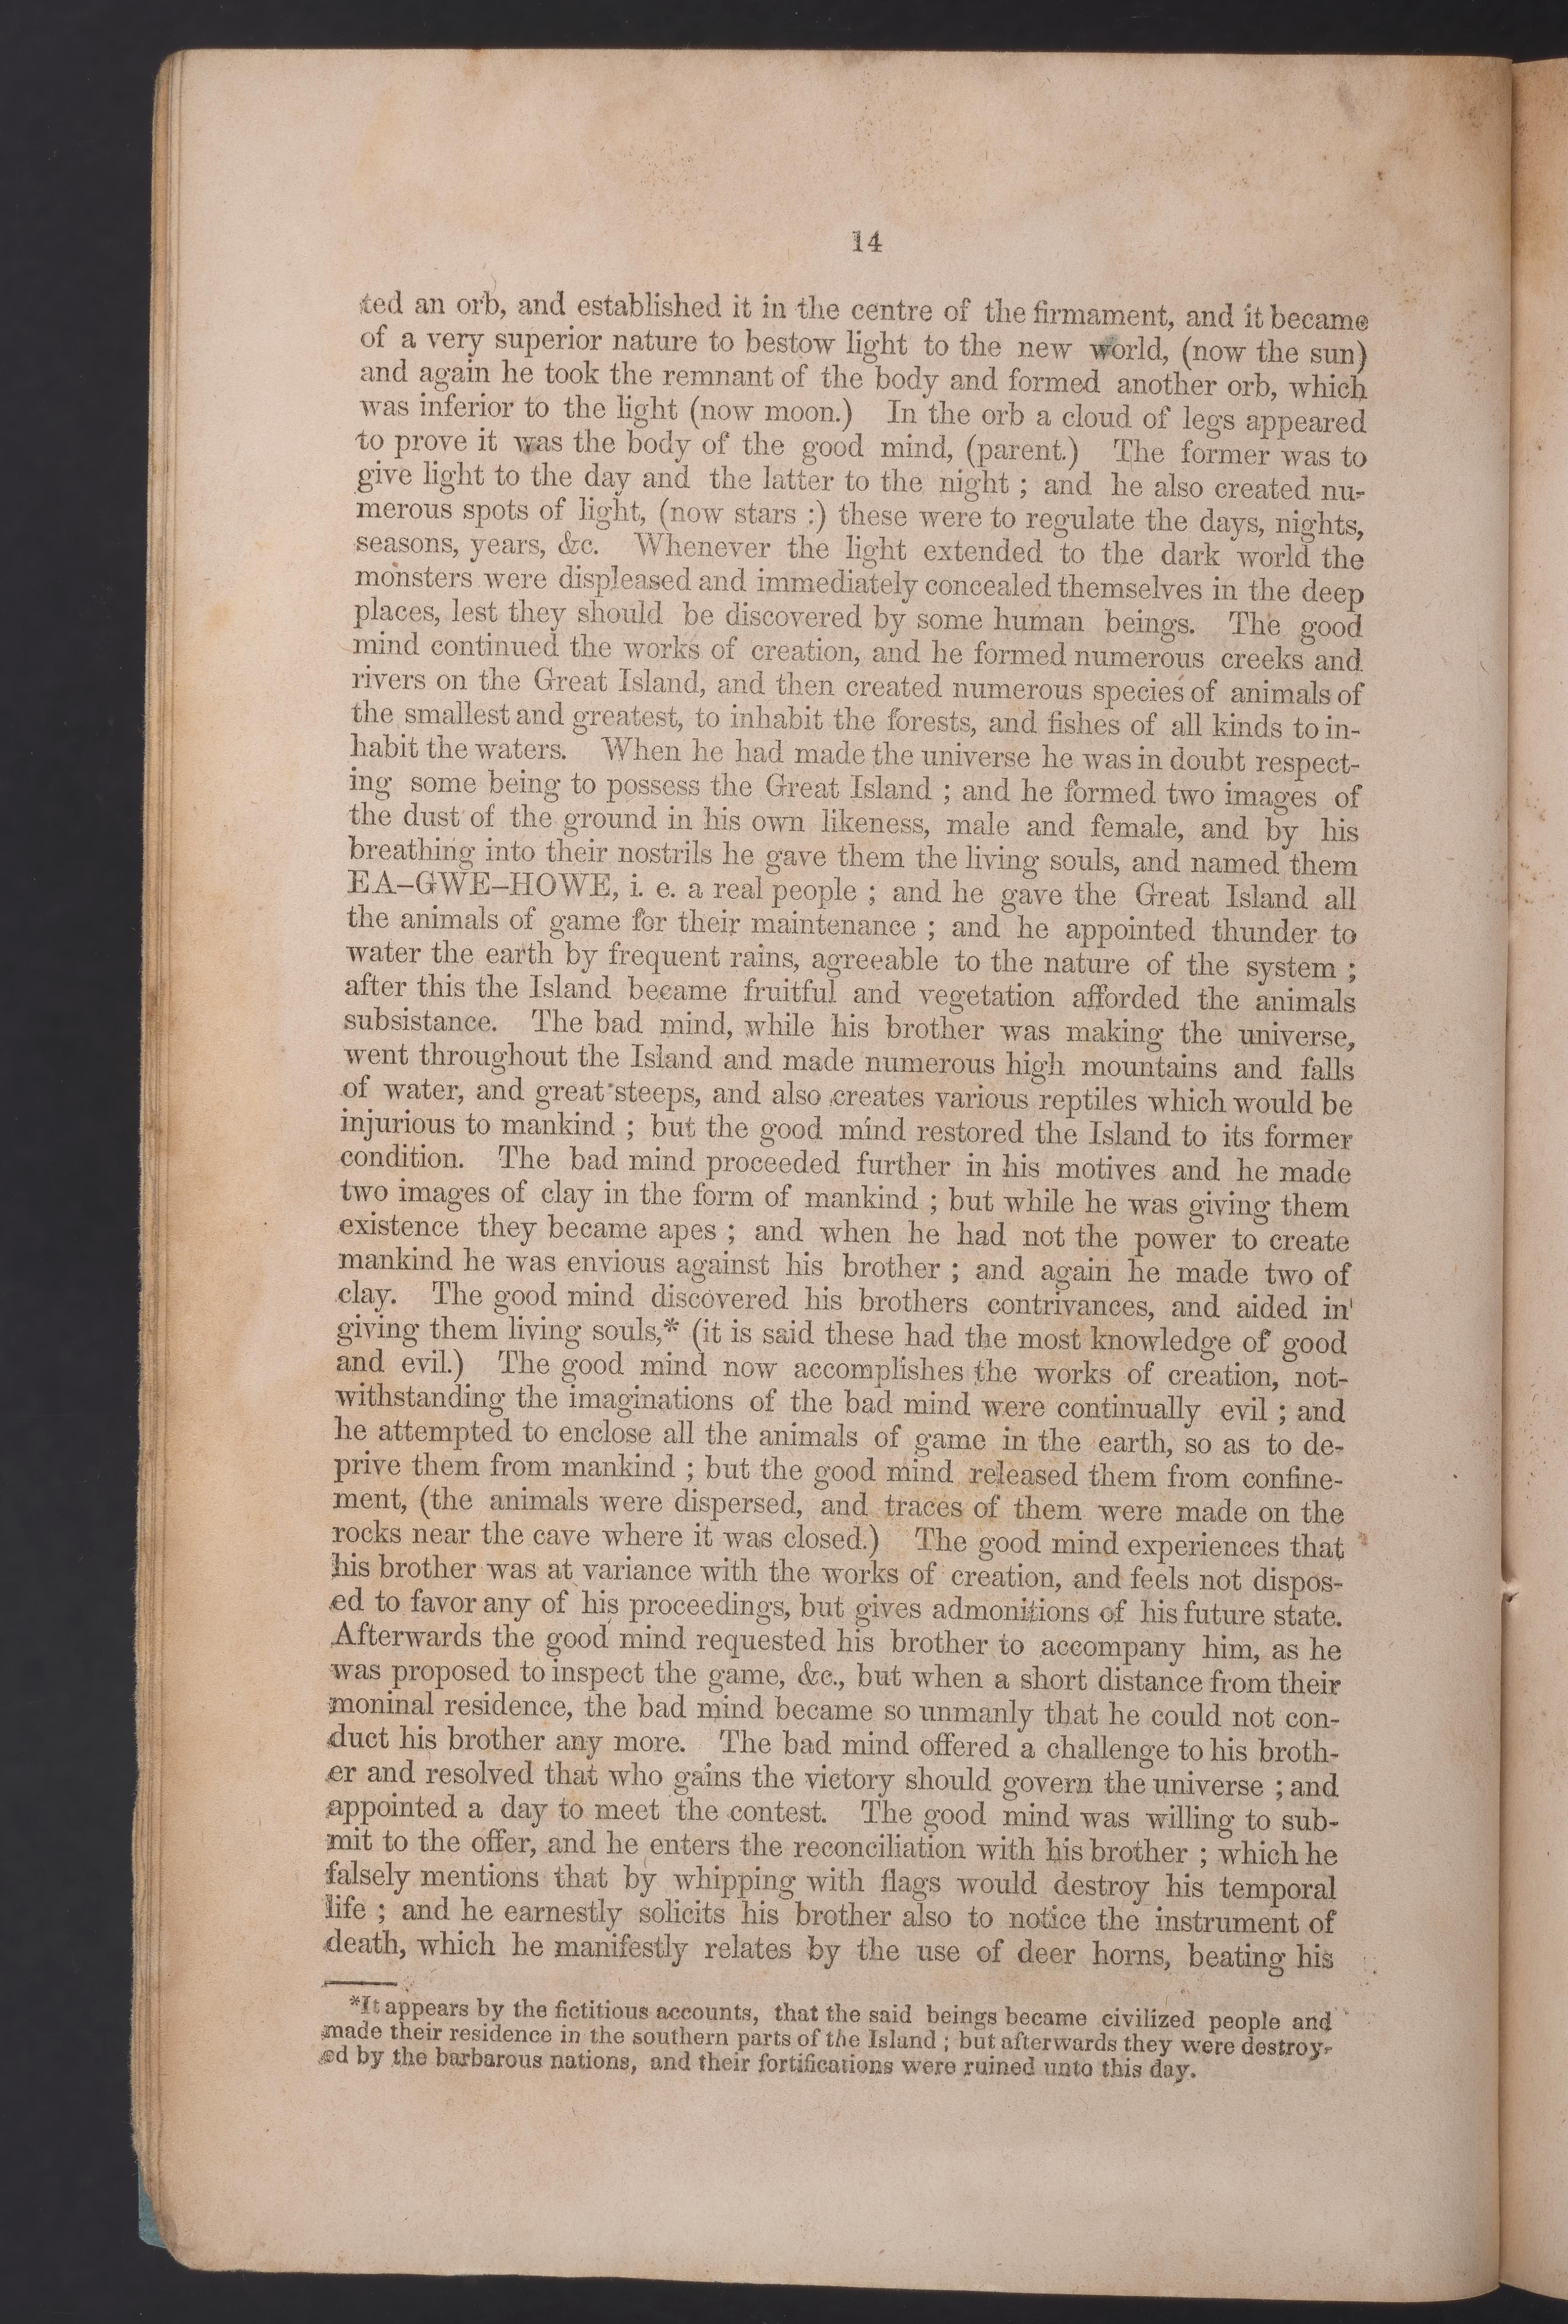 14
ted an orb, and established it in the centre of the firmament, and it became
of a very superior nature to bestow light to the new world, (now the sun)
and again he took the remnant of the body and formed another orb, which
was inferior to the light (now moon.) In the orb a cloud of legs appeared
to prove it was the body of the good mind, (parent.) The former was to
give light to the day and the latter to the night ; and he also created nu-
merous spots of light, (now stars :) these were to regulate the days, nights,
seasons, years, &c. Whenever the light extended to the dark world the
monsters were displeased and immediately concealed themselves in the deep
places, lest they should be discovered by some human beings. The good
mind continued the works of creation, and he formed numerous creeks and
rivers on the Great Island, and then created numerous species of animals of
the smallest and greatest, to inhabit the forests, and fishes of all kinds to in-
habit the waters. When he had made the universe he was in doubt respect-
ing some being to possess the Great Island ; and he formed two images of
the dust of the ground in his own likeness, male and female, and by his
breathing into their nostrils he gave them the living souls, and named them
EA-GWE-HOWE, i. e. a real people ; and he gave the Great Island all
the animals of game for their maintenance ; and he appointed thunder to
water the earth by frequent rains, agreeable to the nature of the system ;
after this the Island became fruitful and vegetation afforded the animals
subsistance. The bad mind, while his brother was making the universe,
went throughout the Island and made numerous high mountains and falls
of water, and great steeps, and also creates various reptiles which would be
injurious to mankind ; but the good mind restored the Island to its former
condition. The bad mind proceeded further in his motives and he made
two images of clay in the form of mankind ; but while he was giving them
existence they became apes ; and when he had not the power to create
mankind he was envious against his brother ; and again he made two of
clay. The good mind discovered his brothers contrivances, and aided in
giving them living souls,* (it is said these had the most knowledge of good
and evil.) The good mind now accomplishes the works of creation, not-
withstanding the imaginations of the bad mind were continually evil ; and
he attempted to enclose all the animals of game in the earth, so as to de-
prive them from mankind ; but the good mind released them from confine-
ment, (the animals were dispersed, and traces of them were made on the
rocks near the cave where it was closed.) The good mind experiences that
his brother was at variance with the works of creation, and feels not dispos-
ed to favor any of his proceedings, but gives admonitions of his future state.
Afterwards the good mind requested his brother to accompany him, as he
was proposed to inspect the game, &c., but when a short distance from their
moninal residence, the bad mind became so unmanly that he could not con-
duct his brother any more. The bad mind offered a challenge to his broth-
er and resolved that who gains the victory should govern the universe ; and
appointed a day to meet the contest. The good mind was willing to sub-
mit to the offer, and he enters the reconciliation with his brother ; which he
falsely mentions that by whipping with flags would destroy his temporal
life ; and he earnestly solicits his brother also to notice the instrument of
death, which he manifestly relates by the use of deer horns, beating his
*It appears by the fictitious accounts, that the said beings became civilized people and
made their residence in the southern parts of the Island ; but afterwards they were destroy-
ed by the barbarous nations, and their fortifications were ruined unto this day.